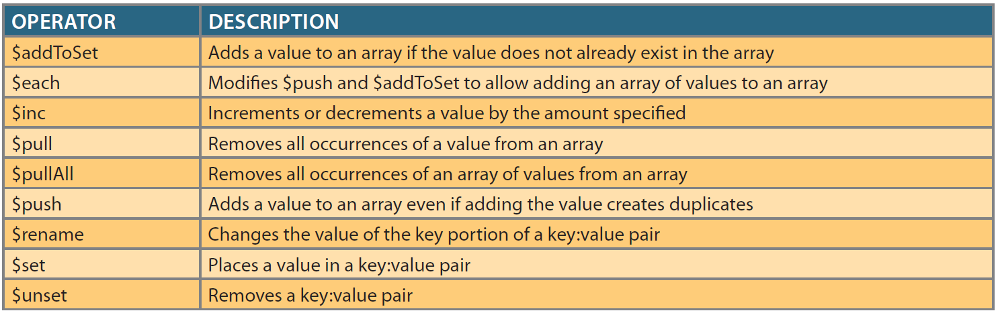 OPERATOR DESCRIPTION
$addToSet Adds a value to an array if the value does not already exist in the array
$each Modifies $push and $addToSet to allow adding an array of values to an array
$inc Increments or decrements a value by the amount specified
$pull Removes all occurrences of a value from an array
$pullAll Removes all occurrences of an array of values from an array
$push Adds a value to an array even if adding the value creates duplicates
$rename Changes the value of the key portion of a key:value pair
$set Places a value in a key:value pair
$unset Removes a key:value pair